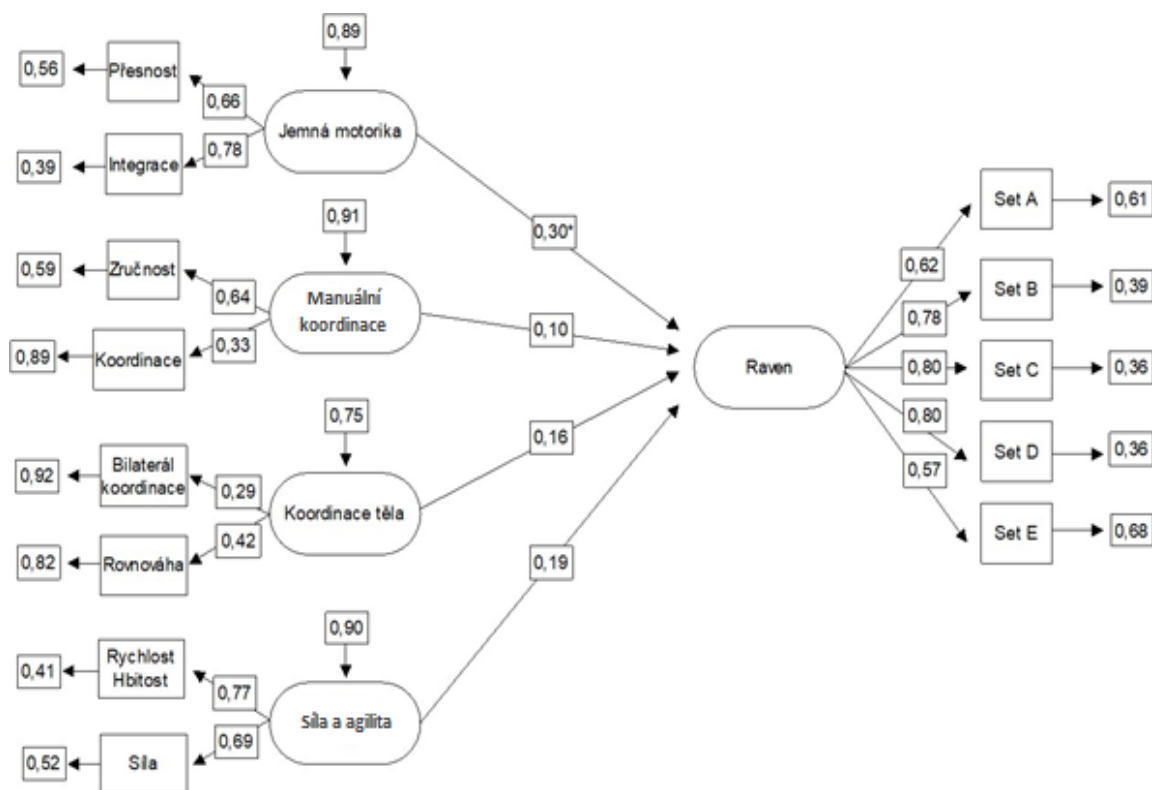 0,89
0,56
Přesnost
0,66
Jemná motorika
0,78
0,39
Integrace
0,30*
0,91
0,59
Zručnost
0,64
Manuální
koordinace
0,33
0,89
Koordinace
0,10
0,75
0,92
Bilaterál
koordinace
0,29
Koordinace těla
0,42
0,82
Rovnováha
0,16
0,90
0,41
Rychlost
Hbitost
0,77
Síla a agilita
0,69
0,52
Síla
0,19
Raven
0,62
Set A
0,61
0,78
Set B
0,39
0,80
Set C
0,36
0,80
Set D
0,36
0,57
Set E
0,68